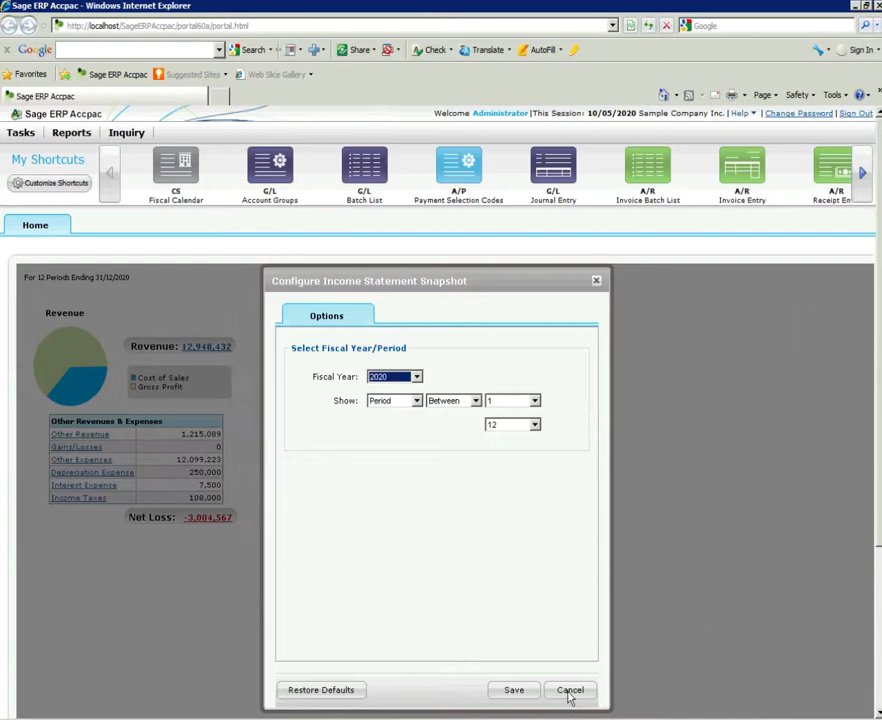 Sage ERP Accpac - Windows Internet Explorer
http://localhost/SageERPAccpac/portal60a/portal.html
Google
x Google Search Share Check Translate AutoFill Sign In
Favorites Sage ERP Accpac Suggested Sites Web Slice Gallery
Sage ERP Accpac Page Safety Tools
Sage ERP Accpac Welcome Administrator |This Session: 10/05/2020 Sample Company Inc. | Help | Change Password | Sign Out
Tasks Reports Inquiry
My Shortcuts
Customize Shortcuts
CS
Fiscal Calendar
G/L
Account Groups
G/L
Batch List
A/P
Payment Selection Codes
G/L
Journal Entry
A/R
Invoice Batch List
A/R
Invoice Entry
A/R
Receipt En
Home
For 12 Periods Ending 31/12/2020
Revenue
Revenue: 12,948,432
Cost of Sales
Gross Profit
Other Revenues & Expenses
Other Revenue 1,215,089
Gains/Losses 0
Other Expenses 12,099,223
Depreciation Expense 250,000
Interest Expense 7,500
Income Taxes 108,000
Net Loss: -3,004,567
Configure Income Statement Snapshot
Options
Select Fiscal Year/Period
Fiscal Year: 2020
Show: Period Between 1
12
Restore Defaults Save Cancel